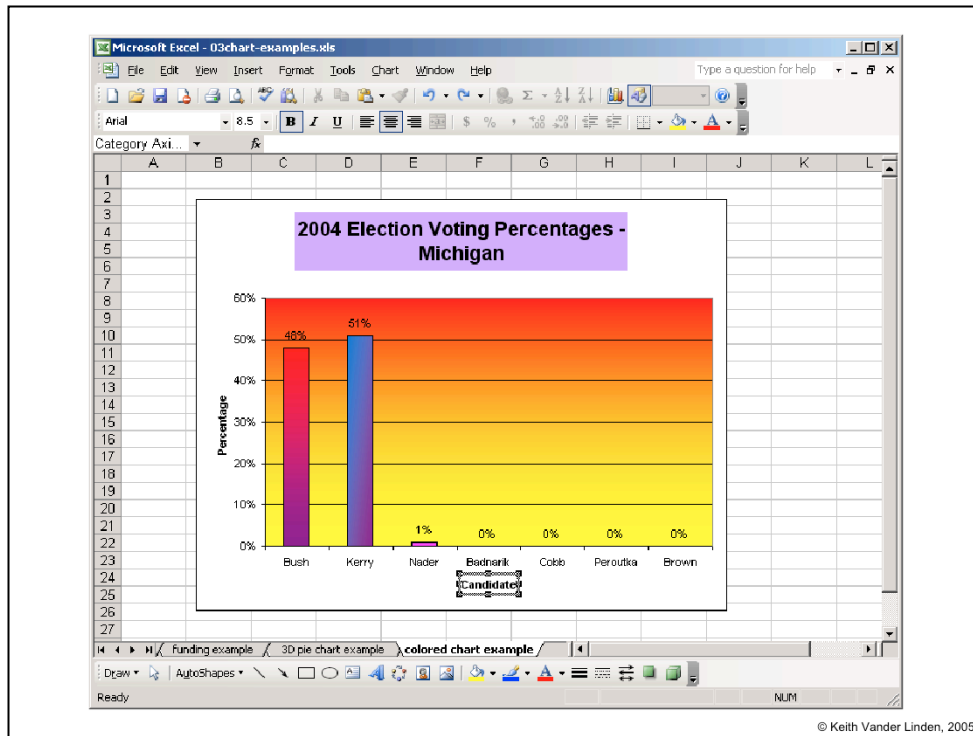 Microsoft Excel - 03chart-examples.xls
File Edit View Insert Format Tools Chart Window Help Type a question for help
Arial 8.5 B I U $ % , A
Category Axi... fx
A B C D E F G H I J K L
1
2
3
4
5
6
7
8
9
10
11
12
13
14
15
16
17
18
19
20
21
22
23
24
25
26
27
2004 Election Voting Percentages -
Michigan
60%
50%
40%
30%
20%
10%
0%
Percentage
48%
51%
1%
0%
0%
0%
0%
Bush Kerry Nader Badnarik Cobb Peroutka Brown
Candidate
funding example 3D pie chart example colored chart example
Draw AutoShapes A
Ready NUM
© Keith Vander Linden, 2005